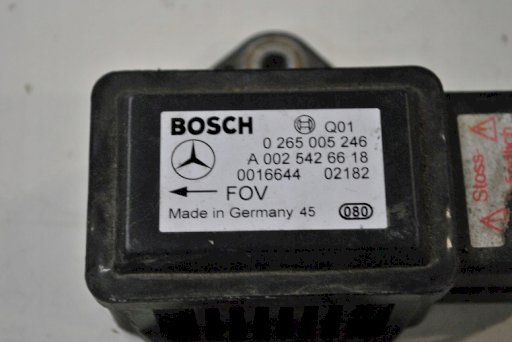 BOSCH Q01
0 265 005 246
A 002 542 66 18
0016644 02182
FOV
Made in Germany 45 080
Stoss